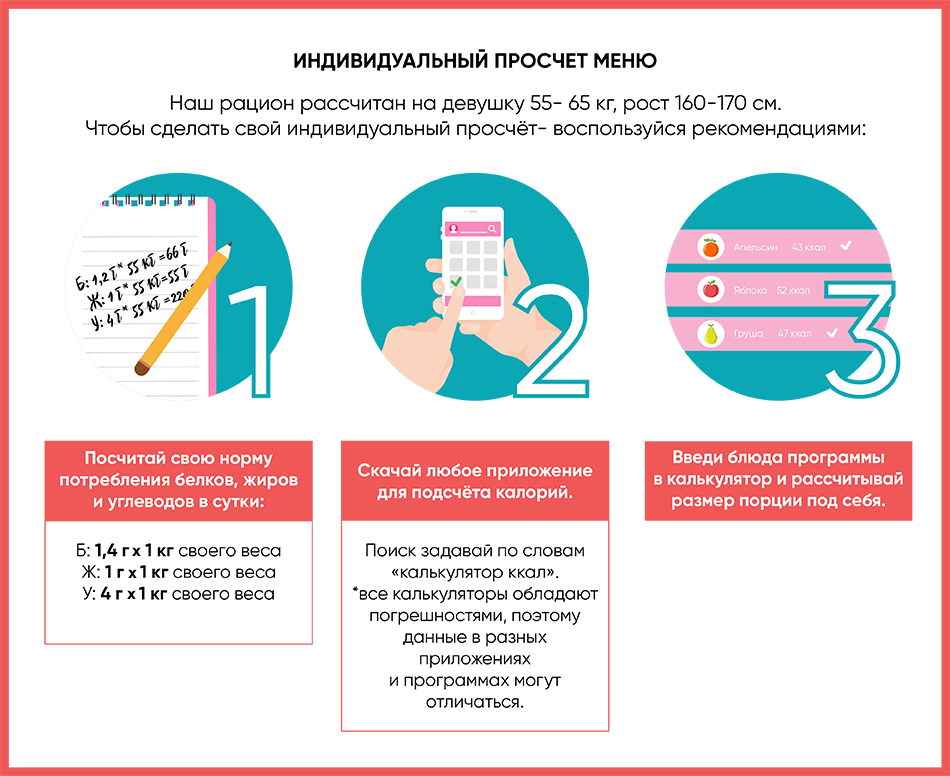 ИНДИВИДУАЛЬНЫЙ ПРОСЧЕТ МЕНЮ
Наш рацион рассчитан на девушку 55- 65 кг, рост 160-170 см.
Чтобы сделать свой индивидуальный просчёт- воспользуйся рекомендациями:
Б: 1,2 Г* 55 КГ =66 Г
Ж: 1 Г* 55 КГ=55 Г
У: 4 Г* 55 КГ =220
1
2
Апельсин 43 ккал
Яблоко 52 ккал
Груша 47 ккал
3
Посчитай свою норму
потребления белков, жиров
и углеводов в сутки:
Б: 1,4 г х 1 кг своего веса
Ж: 1 г х 1 кг своего веса
У: 4 г х 1 кг своего веса
Скачай любое приложение
для подсчёта калорий.
Поиск задавай по словам
«калькулятор ккал».
*все калькуляторы обладают
погрешностями, поэтому
данные в разных
приложениях
и программах могут
отличаться.
Введи блюда программы
в калькулятор и рассчитывай
размер порции под себя.